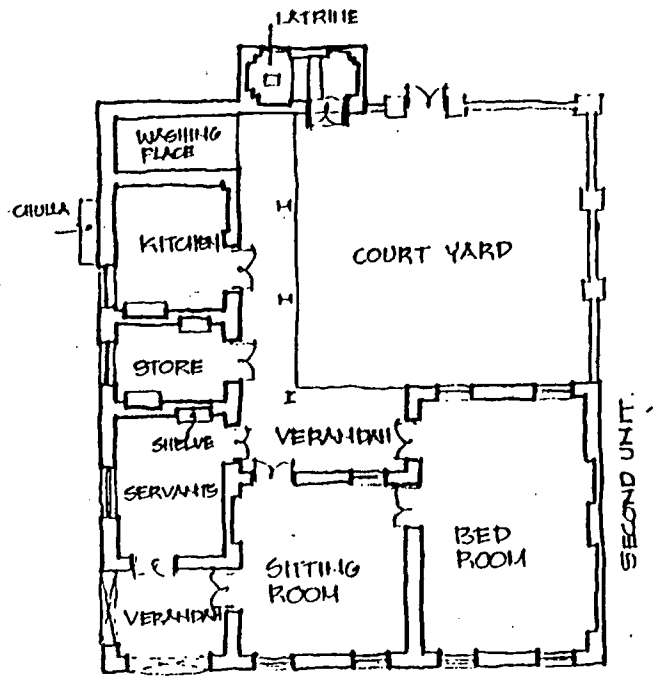 LATRINE
WASHING
PLACE
CHULLA
KITCHEN
COURT YARD
STORE
SHELVE
VERANDAH
SERVANTS
SECOND UNIT.
BED
ROOM
SITTING
ROOM
VERANDAH